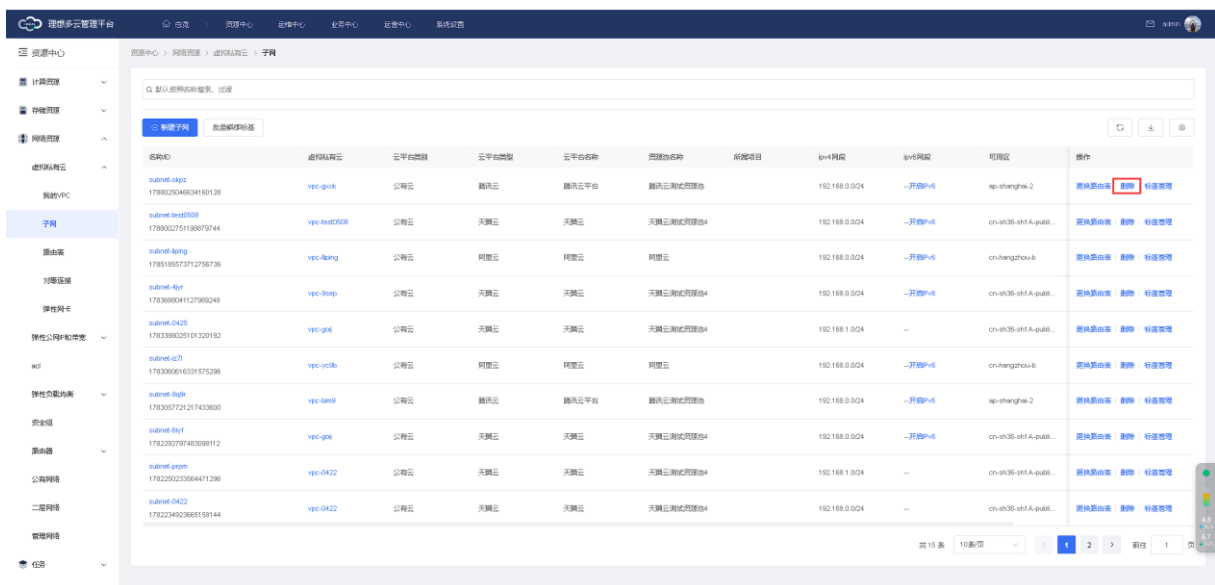 理想多云管理平台 总览 资源中心 运维中心 业务中心 运营中心 系统设置 admin
资源中心
资源中心 > 网络资源 > 虚拟私有云 > 子网
计算资源
存储资源
网络资源
虚拟私有云
我的VPC
子网
路由表
对等连接
弹性网卡
弹性公网IP和带宽
acl
弹性负载均衡
安全组
路由器
公有网络
二层网络
管理网络
任务
默认按照名称搜索、过滤
新建子网 批量解绑标签
名称/ID 虚拟私有云 云平台类别 云平台类型 云平台名称 资源池名称 所属项目 ipv4网段 ipv6网段 可用区 操作
subnet-okpz
1788025046634160128 vpc-gxok 公有云 腾讯云 腾讯云平台 腾讯云测试资源池 192.168.0.0/24 --开启IPv6 ap-shanghai-2 更换路由表 删除 标签管理
subnet-test0508
1788002751198879744 vpc-test0508 公有云 天翼云 天翼云 天翼云测试资源池4 192.168.0.0/24 --开启IPv6 cn-sh36-sh1A-publi... 更换路由表 删除 标签管理
subnet-liping
1785185573712756736 vpc-liping 公有云 阿里云 阿里云 阿里云 192.168.0.0/24 --开启IPv6 cn-hangzhou-b 更换路由表 删除 标签管理
subnet-4jyr
1783688041127989248 公有云 天翼云 天翼云 天翼云测试资源池4 192.168.0.0/24 --开启IPv6 cn-sh36-sh1A-publi... 更换路由表 删除 标签管理
subnet-0425
1783388025101320192 vpc-goij 公有云 天翼云 天翼云 天翼云测试资源池4 192.168.1.0/24 -- cn-sh36-sh1A-publi... 更换路由表 删除 标签管理
subnet-iz7l
1783060616331575296 vpc-yc9b 公有云 阿里云 阿里云 阿里云 192.168.0.0/24 --开启IPv6 cn-hangzhou-b 更换路由表 删除 标签管理
1783057721217433600 公有云 腾讯云 腾讯云平台 腾讯云测试资源池 192.168.0.0/24 --开启IPv6 ap-shanghai-2 更换路由表 删除 标签管理
subnet-6iy1
1782282797483098112 vpc-goij 公有云 天翼云 天翼云 天翼云测试资源池4 192.168.0.0/24 --开启IPv6 cn-sh36-sh1A-publi... 更换路由表 删除 标签管理
subnet-prpm
1782250233564471296 vpc-0422 公有云 天翼云 天翼云 天翼云测试资源池4 192.168.1.0/24 -- cn-sh36-sh1A-publi... 更换路由表 删除 标签管理
subnet-0422
1782234923665158144 vpc-0422 公有云 天翼云 天翼云 天翼云测试资源池4 192.168.0.0/24 -- cn-sh36-sh1A-publi... 更换路由表 删除 标签管理
共15条 10条/页 1 2 前往 1 页